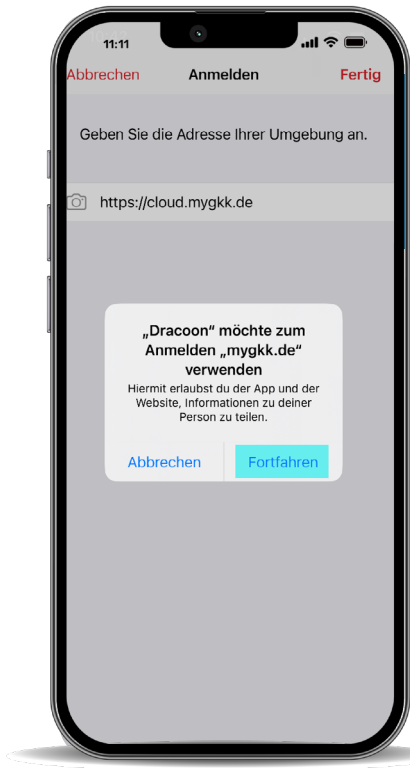 11:11
Abbrechen Anmelden Fertig
Geben Sie die Adresse Ihrer Umgebung an.
https://cloud.mygkk.de
„Dracoon“ möchte zum
Anmelden „mygkk.de“
verwenden
Hiermit erlaubst du der App und der
Website, Informationen zu deiner
Person zu teilen.
Abbrechen Fortfahren